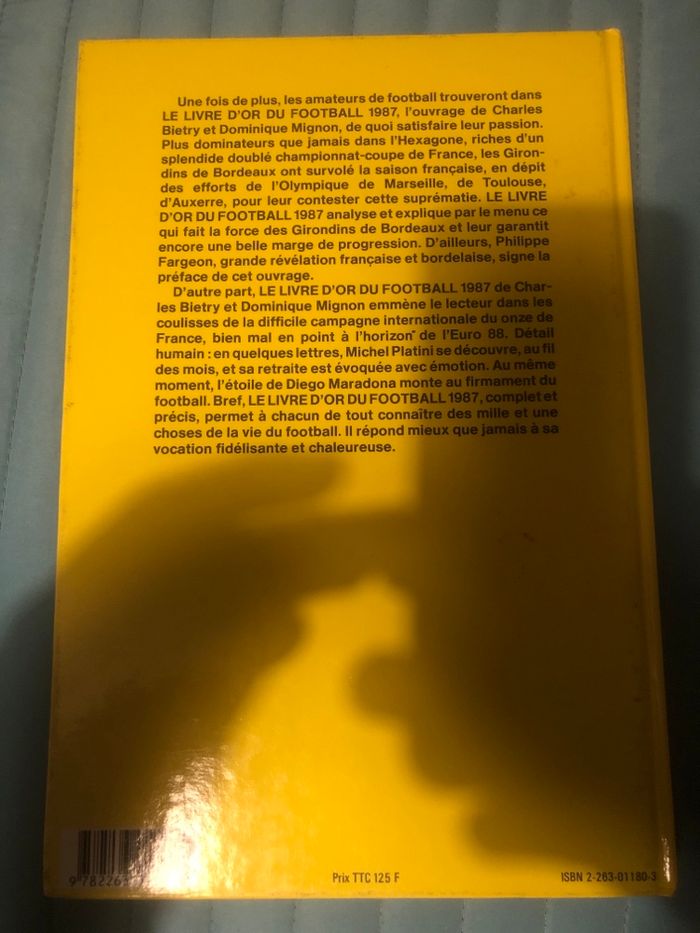 Une fois de plus, les amateurs de football trouveront dans
LE LIVRE D'OR DU FOOTBALL 1987, l'ouvrage de Charles
Bietry et Dominique Mignon, de quoi satisfaire leur passion.
Plus dominateurs que jamais dans l'Hexagone, riches d'un
splendide doublé championnat-coupe de France, les Giron-
dins de Bordeaux ont survolé la saison française, en dépit
des efforts de l'Olympique de Marseille, de Toulouse,
d'Auxerre, pour leur contester cette suprématie. LE LIVRE
D'OR DU FOOTBALL 1987 analyse et explique par le menu ce
qui fait la force des Girondins de Bordeaux et leur garantit
encore une belle marge de progression. D'ailleurs, Philippe
Fargeon, grande révélation française et bordelaise, signe la
préface de cet ouvrage.
D'autre part, LE LIVRE D'OR DU FOOTBALL 1987 de Char-
les Bietry et Dominique Mignon emmène le lecteur dans les
coulisses de la difficile campagne internationale du onze de
France, bien mal en point à l'horizon de l'Euro 88. Détail
humain : en quelques lettres, Michel Platini se découvre, au fil
des mois, et sa retraite est évoquée avec émotion. Au même
moment, l'étoile de Diego Maradona monte au firmament du
football. Bref, LE LIVRE D'OR DU FOOTBALL 1987, complet et
précis, permet à chacun de tout connaître des mille et une
choses de la vie du football. Il répond mieux que jamais à sa
vocation fidélisante et chaleureuse.
Prix TTC 125 F
ISBN 2-263-01180-3